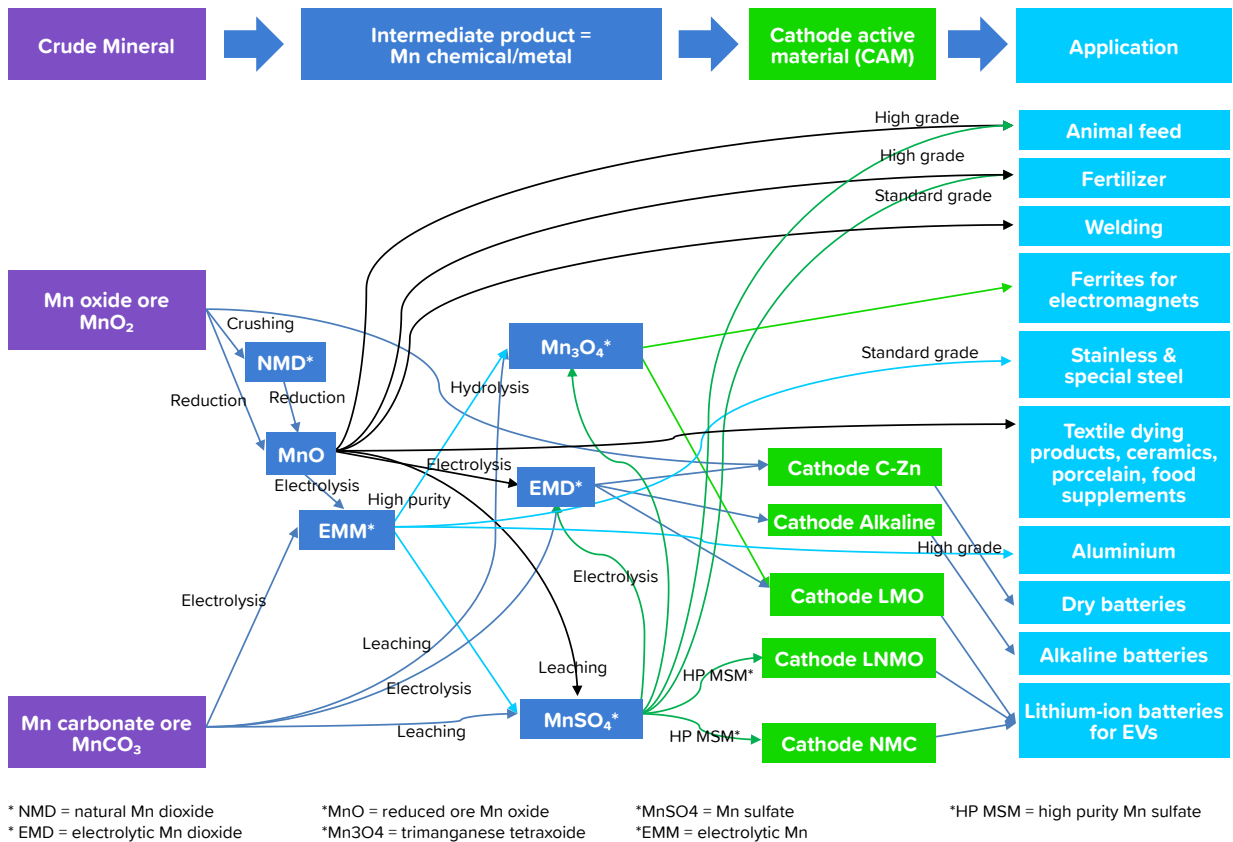 Crude Mineral
Intermediate product =
Mn chemical/metal
Cathode active
material (CAM)
Application
High grade
Animal feed
High grade
Fertilizer
Standard grade
Welding
Mn oxide ore
MnO₂
Ferrites for
electromagnets
Crushing
NMD*
Mn₃O₄*
Standard grade
Stainless &
special steel
Reduction
Reduction
Hydrolysis
MnO
Textile dying
products, ceramics,
porcelain, food
supplements
Electrolysis
Cathode C-Zn
Electrolysis
High purity
EMD*
EMM*
Cathode Alkaline
High grade
Aluminium
Electrolysis
Electrolysis
Cathode LMO
Dry batteries
Leaching
Leaching
Cathode LNMO
Alkaline batteries
Electrolysis
HP MSM*
Mn carbonate ore
MnCO₃
Leaching
MnSO₄*
HP MSM*
Cathode NMC
Lithium-ion batteries
for EVs
* NMD = natural Mn dioxide
*MnO = reduced ore Mn oxide
*MnSO4 = Mn sulfate
*HP MSM = high purity Mn sulfate
* EMD = electrolytic Mn dioxide
*Mn3O4 = trimanganese tetraxoide
*EMM = electrolytic Mn